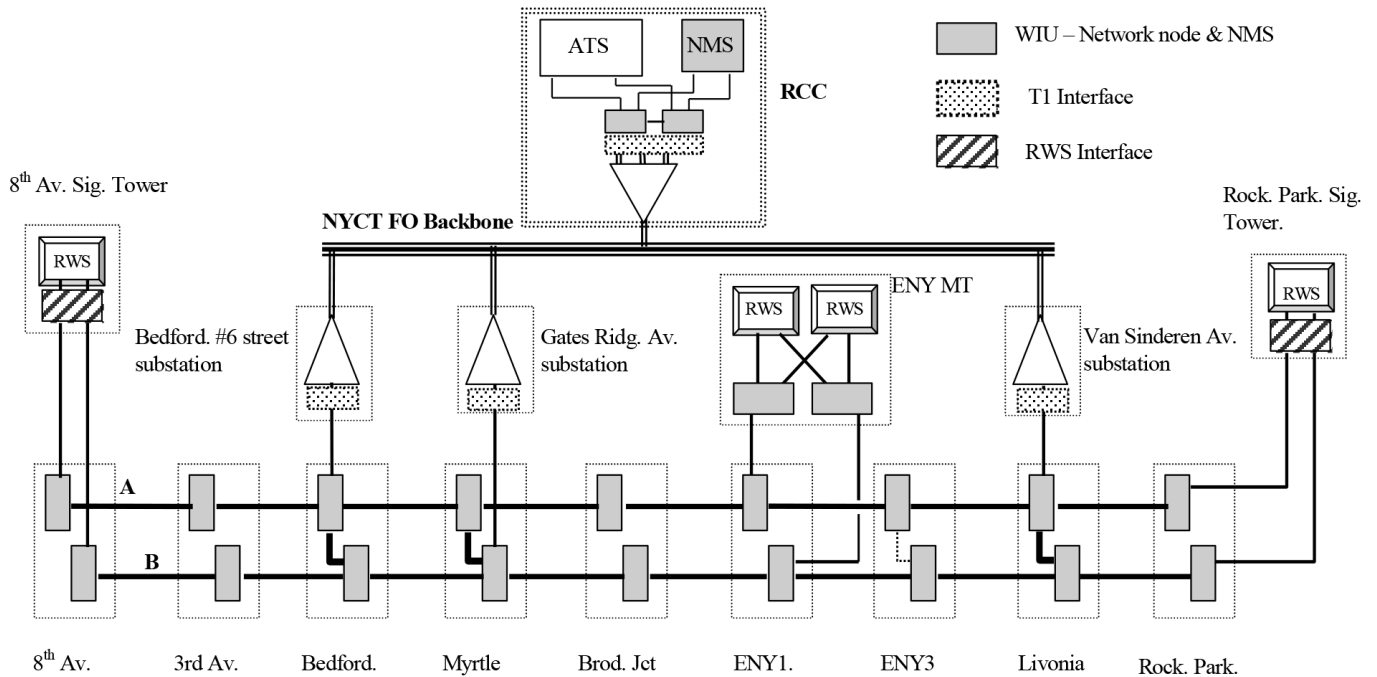 ATS
NMS
RCC
WIU – Network node & NMS
T1 Interface
RWS Interface
8th Av. Sig. Tower
NYCT FO Backbone
Rock. Park. Sig.
Tower.
RWS
ENY MT
RWS
RWS
RWS
Bedford. #6 street
substation
Gates Ridg. Av.
substation
Van Sinderen Av.
substation
A
B
8th Av.
3rd Av.
Bedford.
Myrtle
Brod. Jct
ENY1.
ENY3
Livonia
Rock. Park.